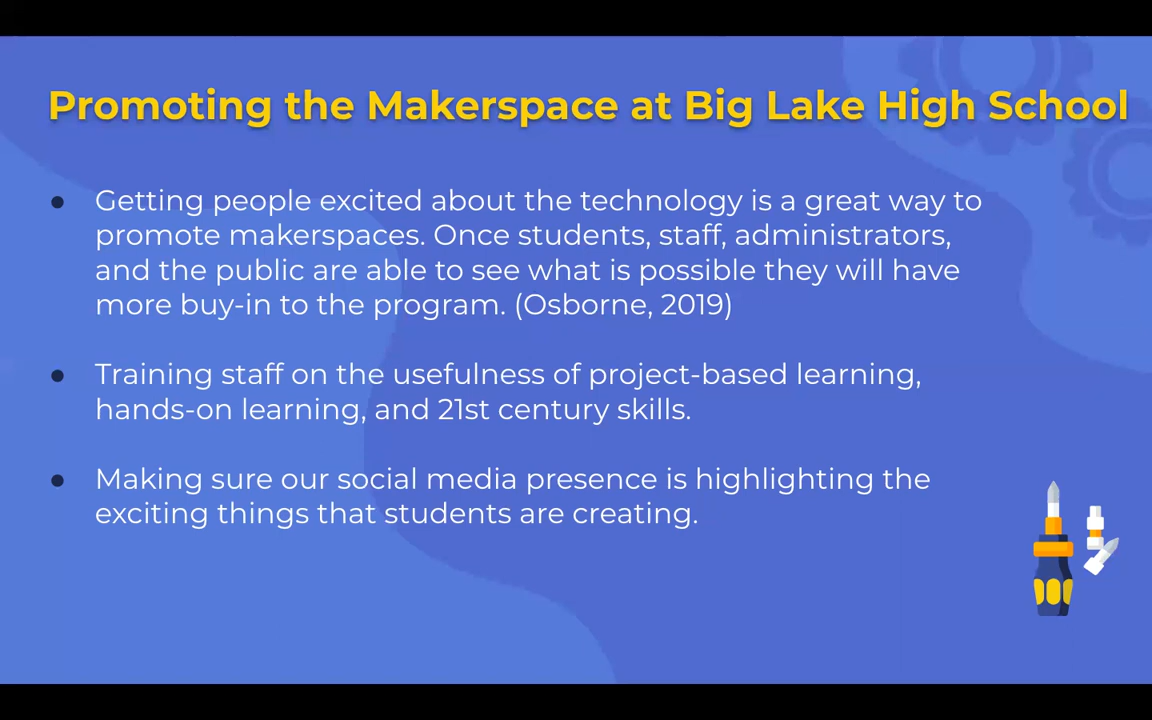 Promoting the Makerspace at Big Lake High School
● Getting people excited about the technology is a great way to
promote makerspaces. Once students, staff, administrators,
and the public are able to see what is possible they will have
more buy-in to the program. (Osborne, 2019)
● Training staff on the usefulness of project-based learning,
hands-on learning, and 21st century skills.
● Making sure our social media presence is highlighting the
exciting things that students are creating.